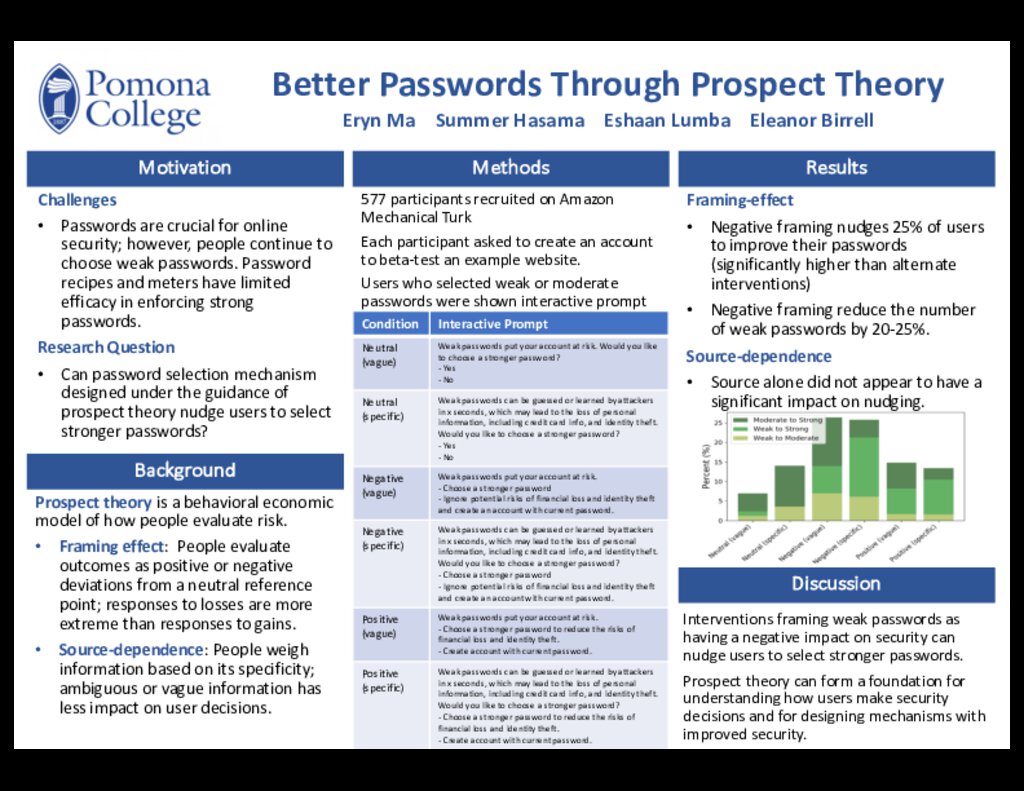 Pomona
College
Better Passwords Through Prospect Theory
Eryn Ma Summer Hasama Eshaan Lumba Eleanor Birrell
Motivation
Challenges
• Passwords are crucial for online
security; however, people continue to
choose weak passwords. Password
recipes and meters have limited
efficacy in enforcing strong
passwords.
Research Question
• Can password selection mechanism
designed under the guidance of
prospect theory nudge users to select
stronger passwords?
Background
Prospect theory is a behavioral economic
model of how people evaluate risk.
• Framing effect: People evaluate
outcomes as positive or negative
deviations from a neutral reference
point; responses to losses are more
extreme than responses to gains.
• Source-dependence: People weigh
information based on its specificity;
ambiguous or vague information has
less impact on user decisions.
Methods
577 participants recruited on Amazon
Mechanical Turk
Each participant asked to create an account
to beta-test an example website.
Users who selected weak or moderate
passwords were shown interactive prompt
Condition Interactive Prompt
Neutral
(vague)
Weak passwords put your account at risk. Would you like
to choose a stronger password?
- Yes
- No
Neutral
(specific)
Weak passwords can be guessed or learned by attackers
in x seconds, which may lead to the loss of personal
information, including credit card info, and identity theft.
Would you like to choose a stronger password?
- Yes
- No
Negative
(vague)
Weak passwords put your account at risk.
- Choose a stronger password
- Ignore potential risks of financial loss and identity theft
and create an account with current password.
Negative
(specific)
Weak passwords can be guessed or learned by attackers
in x seconds, which may lead to the loss of personal
information, including credit card info, and identity theft.
Would you like to choose a stronger password?
- Choose a stronger password
- Ignore potential risks of financial loss and identity theft
and create an account with current password.
Positive
(vague)
Weak passwords put your account at risk.
- Choose a stronger password to reduce the risks of
financial loss and identity theft.
- Create account with current password.
Positive
(specific)
Weak passwords can be guessed or learned by attackers
in x seconds, which may lead to the loss of personal
information, including credit card info, and identity theft.
Would you like to choose a stronger password?
- Choose a stronger password to reduce the risks of
financial loss and identity theft.
- Create account with current password.
Results
Framing-effect
• Negative framing nudges 25% of users
to improve their passwords
(significantly higher than alternate
interventions)
• Negative framing reduce the number
of weak passwords by 20-25%.
Source-dependence
• Source alone did not appear to have a
significant impact on nudging.
Moderate to Strong
Weak to Strong
Weak to Moderate
Percent (%)
25
20
15
10
5
0
Neutral (vague)
Neutral (specific)
Negative (vague)
Negative (specific)
Positive (vague)
Positive (specific)
Discussion
Interventions framing weak passwords as
having a negative impact on security can
nudge users to select stronger passwords.
Prospect theory can form a foundation for
understanding how users make security
decisions and for designing mechanisms with
improved security.